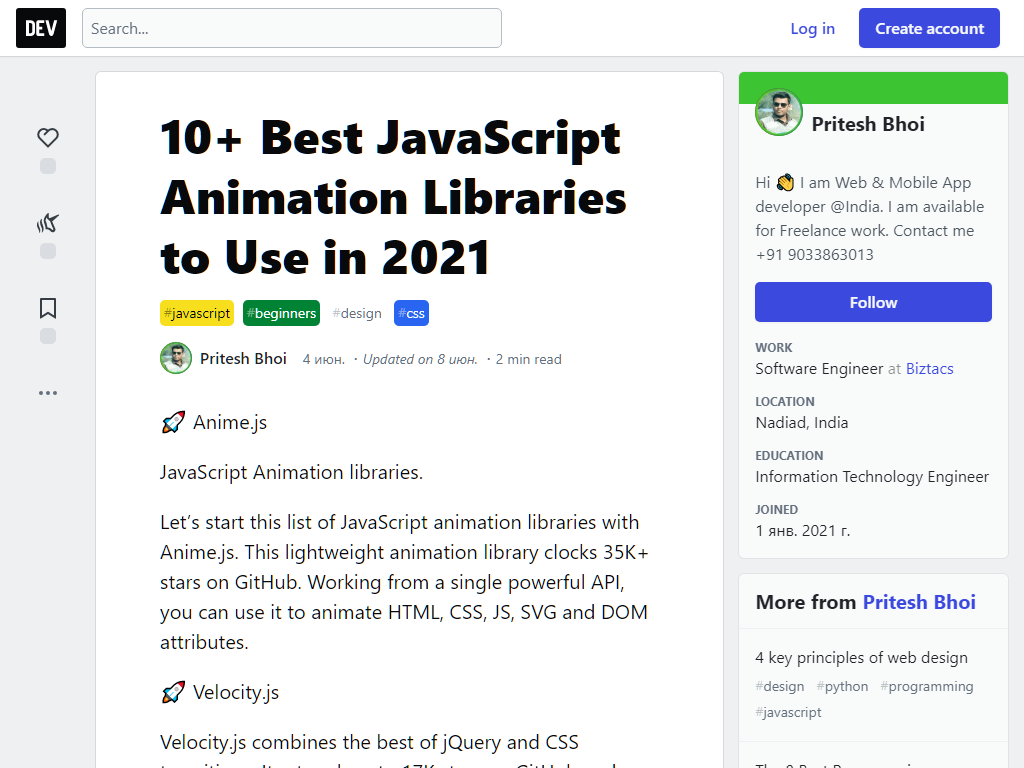 DEV
Search...
Log in
Create account
10+ Best JavaScript
Animation Libraries
to Use in 2021
#javascript #beginners #design #css
Pritesh Bhoi 4 июн. · Updated on 8 июн. · 2 min read
🚀 Anime.js
JavaScript Animation libraries.
Let’s start this list of JavaScript animation libraries with
Anime.js. This lightweight animation library clocks 35K+
stars on GitHub. Working from a single powerful API,
you can use it to animate HTML, CSS, JS, SVG and DOM
attributes.
🚀 Velocity.js
Velocity.js combines the best of jQuery and CSS
Pritesh Bhoi
Hi 👋 I am Web & Mobile App
developer @India. I am available
for Freelance work. Contact me
+91 9033863013
Follow
WORK
Software Engineer at Biztacs
LOCATION
Nadiad, India
EDUCATION
Information Technology Engineer
JOINED
1 янв. 2021 г.
More from Pritesh Bhoi
4 key principles of web design
#design #python #programming
#javascript